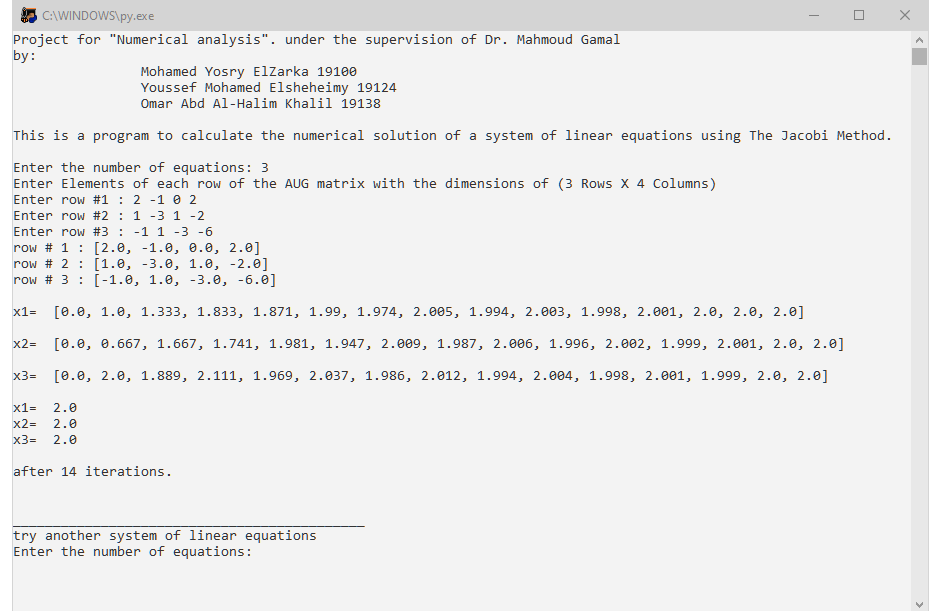 C:\WINDOWS\py.exe
Project for "Numerical analysis". under the supervision of Dr. Mahmoud Gamal
by:
Mohamed Yosry ElZarka 19100
Youssef Mohamed Elsheheimy 19124
Omar Abd Al-Halim Khalil 19138
This is a program to calculate the numerical solution of a system of linear equations using The Jacobi Method.
Enter the number of equations: 3
Enter Elements of each row of the AUG matrix with the dimensions of (3 Rows X 4 Columns)
Enter row #1 : 2 -1 0 2
Enter row #2 : 1 -3 1 -2
Enter row #3 : -1 1 -3 -6
row # 1 : [2.0, -1.0, 0.0, 2.0]
row # 2 : [1.0, -3.0, 1.0, -2.0]
row # 3 : [-1.0, 1.0, -3.0, -6.0]
x1=  [0.0, 1.0, 1.333, 1.833, 1.871, 1.99, 1.974, 2.005, 1.994, 2.003, 1.998, 2.001, 2.0, 2.0, 2.0]
x2=  [0.0, 0.667, 1.667, 1.741, 1.981, 1.947, 2.009, 1.987, 2.006, 1.996, 2.002, 1.999, 2.001, 2.0, 2.0]
x3=  [0.0, 2.0, 1.889, 2.111, 1.969, 2.037, 1.986, 2.012, 1.994, 2.004, 1.998, 2.001, 1.999, 2.0, 2.0]
x1=  2.0
x2=  2.0
x3=  2.0
after 14 iterations.
____________________________________________
try another system of linear equations
Enter the number of equations: